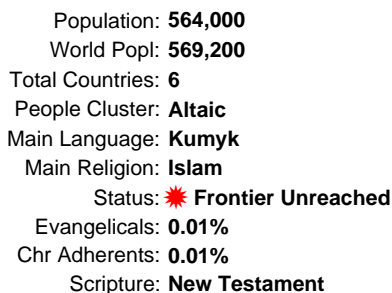 Population: 564,000
World Popl: 569,200
Total Countries: 6
People Cluster: Altaic
Main Language: Kumyk
Main Religion: Islam
Status: Frontier Unreached
Evangelicals: 0.01%
Chr Adherents: 0.01%
Scripture: New Testament